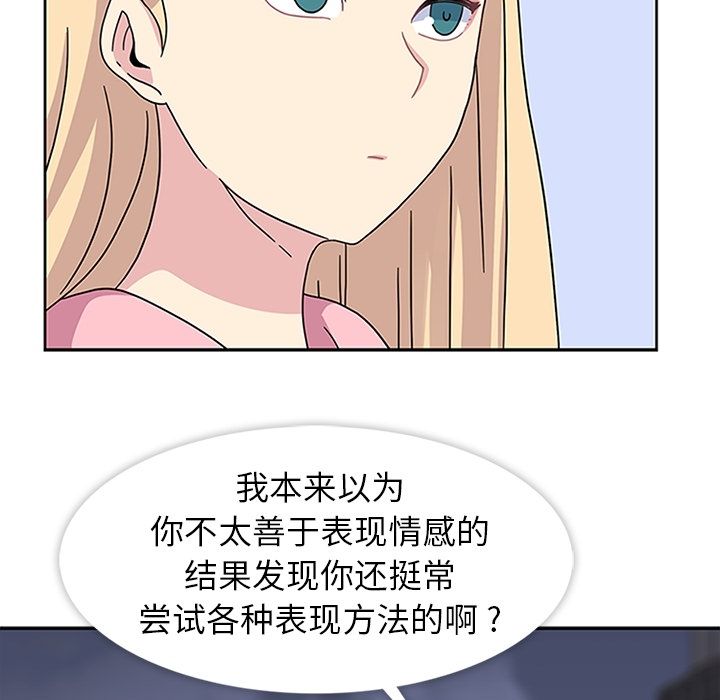 我本来以为
你不太善于表现情感的
结果发现你还挺常
尝试各种表现方法的啊？